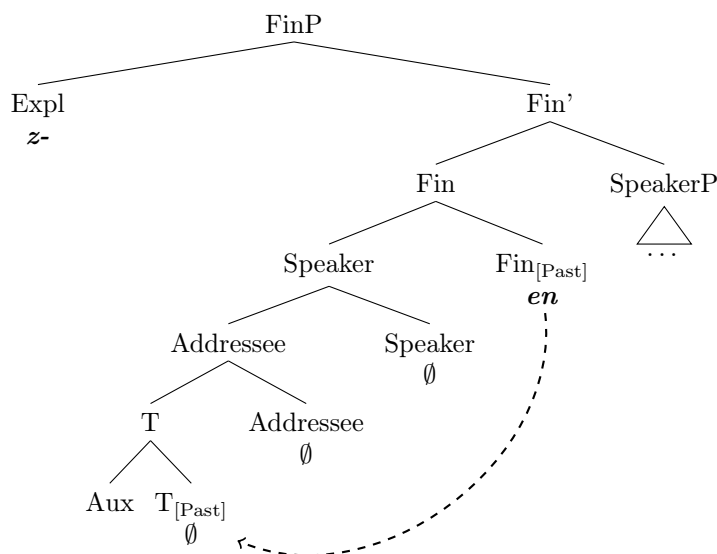 FinP
Expl Fin'
z-
Fin SpeakerP
...
Speaker Fin[Past]
en
Addressee Speaker
∅
T Addressee
∅
Aux T[Past]
∅